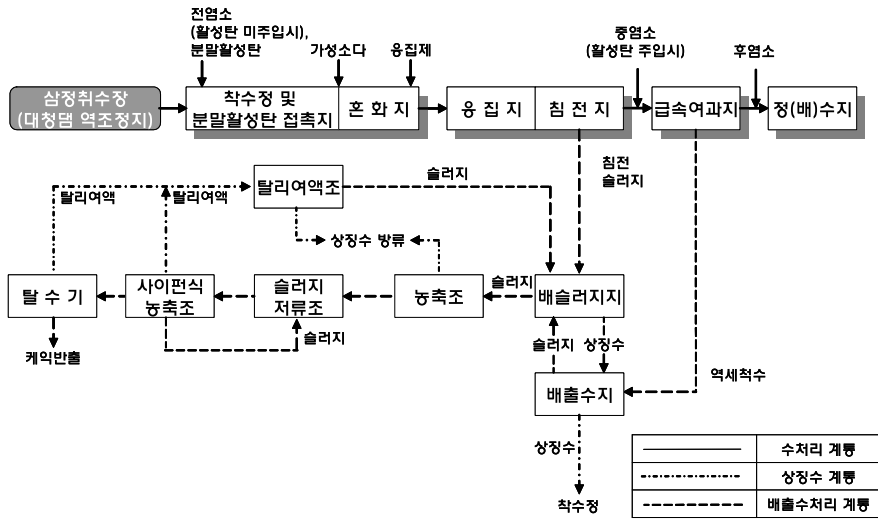 전염소
(활성탄 미주입시),
분말활성탄
가성소다
응집제
중염소
(활성탄 주입시)
후염소
삼정취수장
(대청댐 역조정지)
착수정 및
분말활성탄 접촉지
혼 화 지
응 집 지
침 전 지
급속여과지
정(배)수지
탈리여액
탈리여액
탈리여액조
슬러지
침전
슬러지
상징수 방류
탈 수 기
사이펀식
농축조
슬러지
저류조
농축조
슬러지
배슬러지지
케익반출
슬러지
슬러지
상징수
역세척수
배출수지
상징수
착수정
수처리 계통
상징수 계통
배출수처리 계통